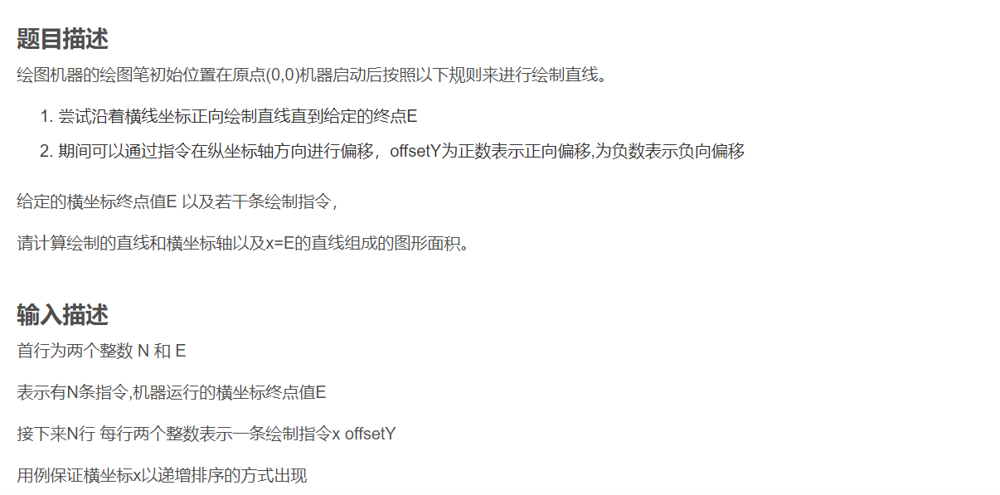 题目描述
绘图机器的绘图笔初始位置在原点(0,0)机器启动后按照以下规则来进行绘制直线。
1. 尝试沿着横线坐标正向绘制直线直到给定的终点E
2. 期间可以通过指令在纵坐标轴方向进行偏移，offsetY为正数表示正向偏移,为负数表示负向偏移
给定的横坐标终点值E 以及若干条绘制指令，
请计算绘制的直线和横坐标轴以及x=E的直线组成的图形面积。
输入描述
首行为两个整数 N 和 E
表示有N条指令,机器运行的横坐标终点值E
接下来N行 每行两个整数表示一条绘制指令x offsetY
用例保证横坐标x以递增排序的方式出现